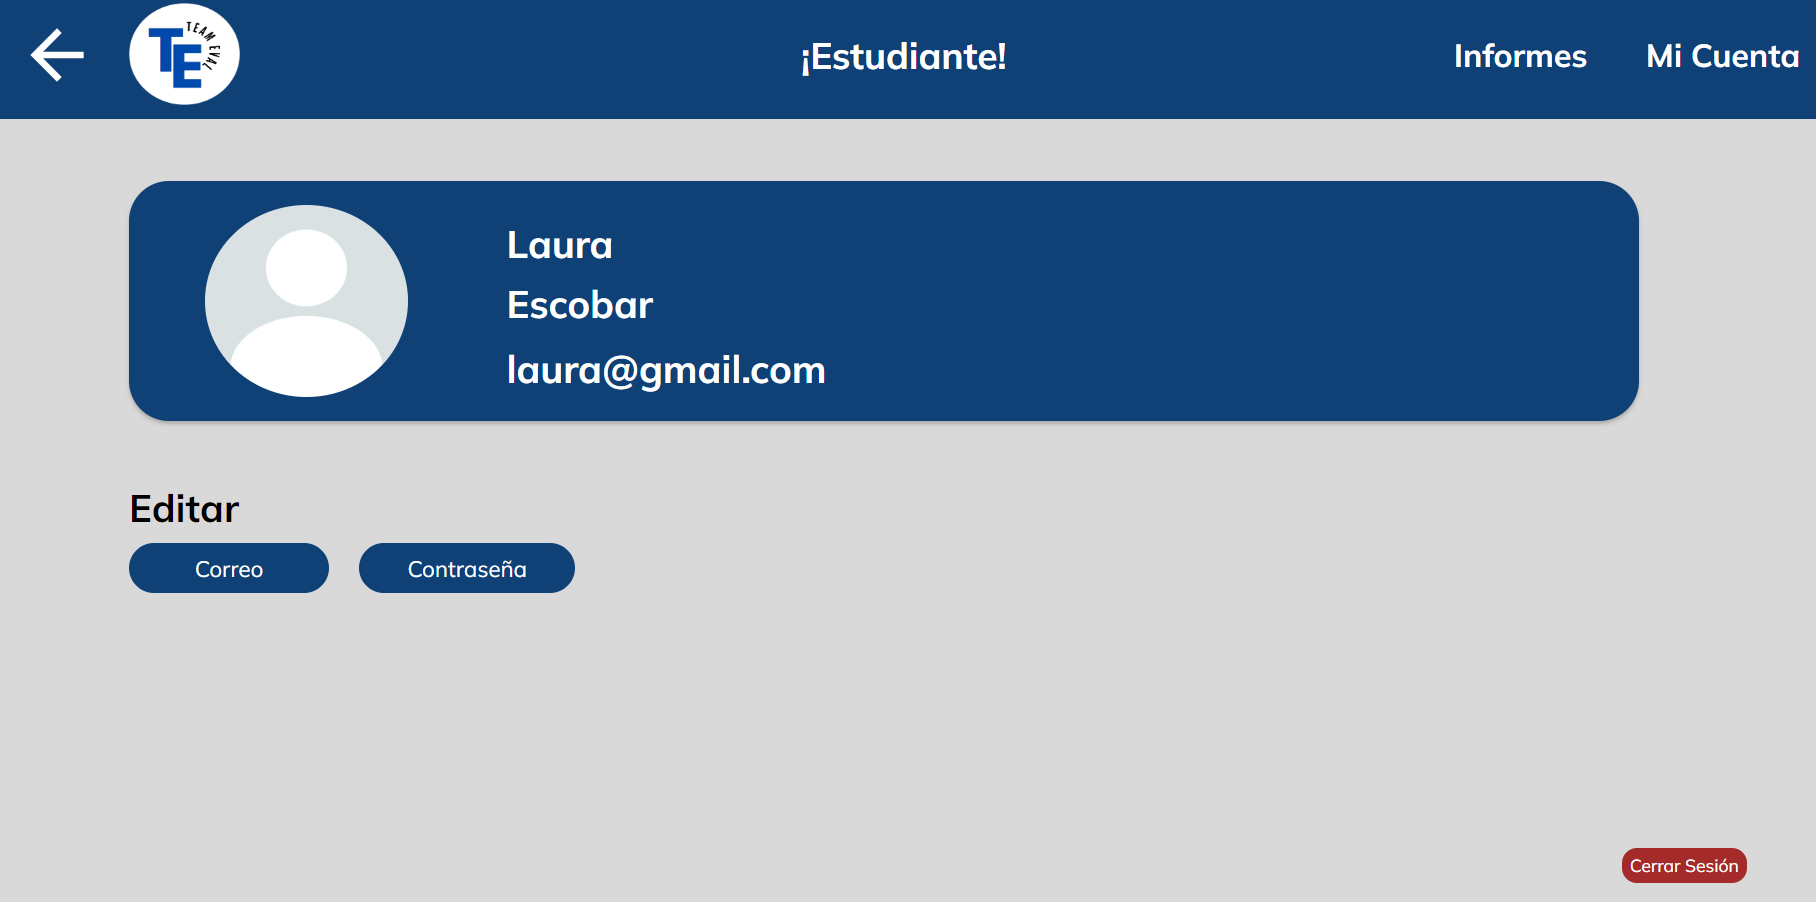 TE
TEAM EVAL
¡Estudiante!
Informes
Mi Cuenta
Laura
Escobar
laura@gmail.com
Editar
Correo
Contraseña
Cerrar Sesión